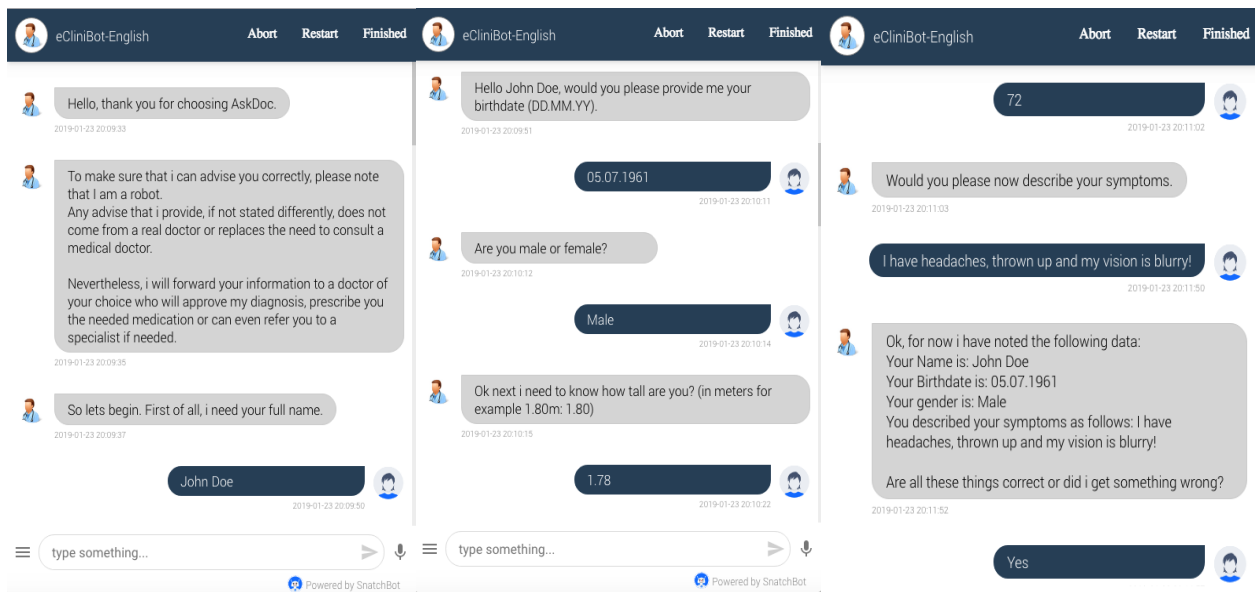 eCliniBot-English
Abort
Restart
Finished
Hello, thank you for choosing AskDoc.
2019-01-23 20:09:33
To make sure that i can advise you correctly, please note
that I am a robot.
Any advise that i provide, if not stated differently, does not
come from a real doctor or replaces the need to consult a
medical doctor.
Nevertheless, i will forward your information to a doctor of
your choice who will approve my diagnosis, prescribe you
the needed medication or can even refer you to a
specialist if needed.
2019-01-23 20:09:35
So lets begin. First of all, i need your full name.
2019-01-23 20:09:37
John Doe
2019-01-23 20:09:50
type something...
Powered by SnatchBot
eCliniBot-English
Abort
Restart
Finished
Hello John Doe, would you please provide me your
birthdate (DD.MM.YY).
2019-01-23 20:09:51
05.07.1961
2019-01-23 20:10:11
Are you male or female?
2019-01-23 20:10:12
Male
2019-01-23 20:10:14
Ok next i need to know how tall are you? (in meters for
example 1.80m: 1.80)
2019-01-23 20:10:15
1.78
2019-01-23 20:10:22
type something...
Powered by SnatchBot
eCliniBot-English
Abort
Restart
Finished
72
2019-01-23 20:11:02
Would you please now describe your symptoms.
2019-01-23 20:11:03
I have headaches, thrown up and my vision is blurry!
2019-01-23 20:11:50
Ok, for now i have noted the following data:
Your Name is: John Doe
Your Birthdate is: 05.07.1961
Your gender is: Male
You described your symptoms as follows: I have
headaches, thrown up and my vision is blurry!
Are all these things correct or did i get something wrong?
2019-01-23 20:11:52
Yes